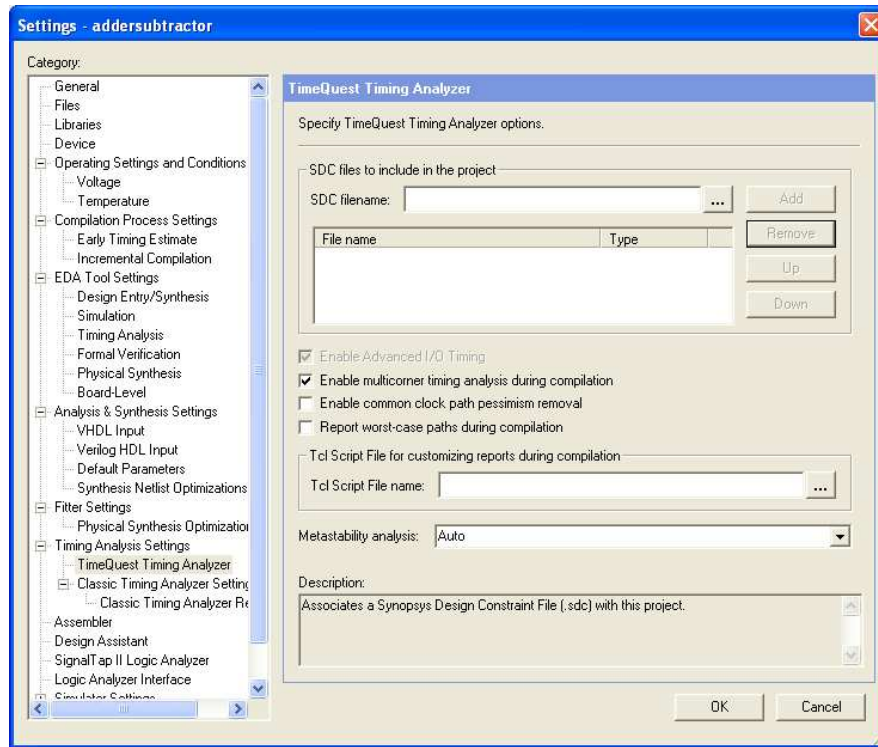 Settings - addersubtractor
Category:
General
Files
Libraries
Device
Operating Settings and Conditions
Voltage
Temperature
Compilation Process Settings
Early Timing Estimate
Incremental Compilation
EDA Tool Settings
Design Entry/Synthesis
Simulation
Timing Analysis
Formal Verification
Physical Synthesis
Board-Level
Analysis & Synthesis Settings
VHDL Input
Verilog HDL Input
Default Parameters
Synthesis Netlist Optimizations
Fitter Settings
Physical Synthesis Optimization
Timing Analysis Settings
TimeQuest Timing Analyzer
Classic Timing Analyzer Setting
Classic Timing Analyzer Re
Assembler
Design Assistant
SignalTap II Logic Analyzer
Logic Analyzer Interface
Simulator Settings
TimeQuest Timing Analyzer
Specify TimeQuest Timing Analyzer options.
SDC files to include in the project
SDC filename: ... Add
File name Type Remove
Up
Down
Enable Advanced I/O Timing
Enable multicorner timing analysis during compilation
Enable common clock path pessimism removal
Report worst-case paths during compilation
Tcl Script File for customizing reports during compilation
Tcl Script File name: ...
Metastability analysis: Auto
Description:
Associates a Synopsys Design Constraint File (.sdc) with this project.
OK Cancel